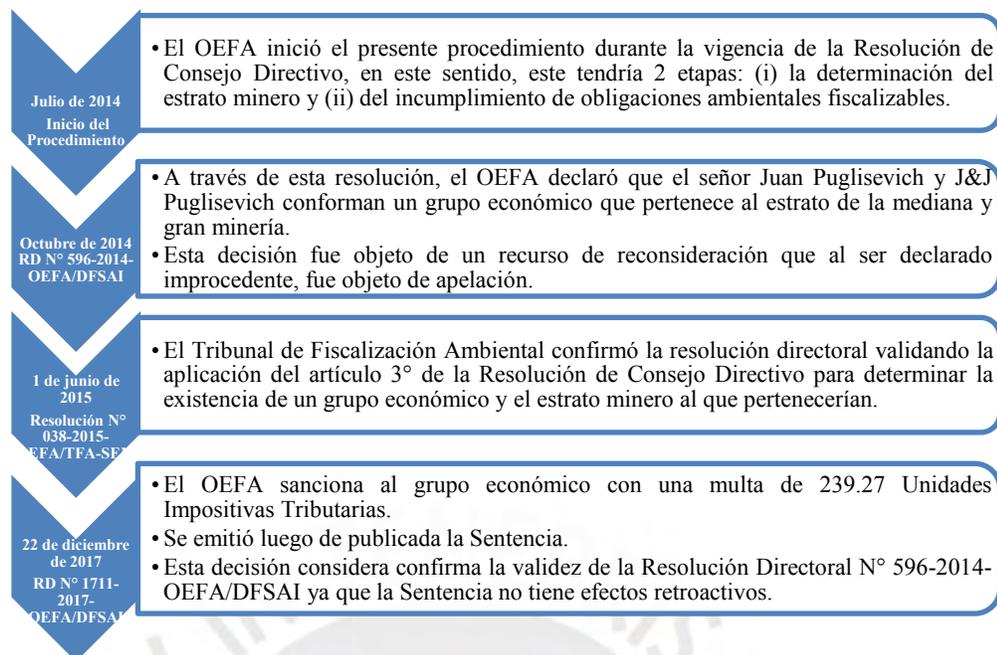 Julio de 2014
Inicio del
Procedimiento
• El OEFA inició el presente procedimiento durante la vigencia de la Resolución de
Consejo Directivo, en este sentido, este tendría 2 etapas: (i) la determinación del
estrato minero y (ii) del incumplimiento de obligaciones ambientales fiscalizables.
Octubre de 2014
RD N° 596-2014-
OEFA/DFSAI
• A través de esta resolución, el OEFA declaró que el señor Juan Puglisevich y J&J
Puglisevich conforman un grupo económico que pertenece al estrato de la mediana y
gran minería.
• Esta decisión fue objeto de un recurso de reconsideración que al ser declarado
improcedente, fue objeto de apelación.
1 de junio de
2015
Resolución N°
038-2015-
• El Tribunal de Fiscalización Ambiental confirmó la resolución directoral validando la
aplicación del artículo 3° de la Resolución de Consejo Directivo para determinar la
existencia de un grupo económico y el estrato minero al que pertenecerían.
22 de diciembre
de 2017
RD N° 1711-
2017-
OEFA/DFSAI
• El OEFA sanciona al grupo económico con una multa de 239.27 Unidades
Impositivas Tributarias.
• Se emitió luego de publicada la Sentencia.
• Esta decisión considera confirma la validez de la Resolución Directoral N° 596-2014-
OEFA/DFSAI ya que la Sentencia no tiene efectos retroactivos.